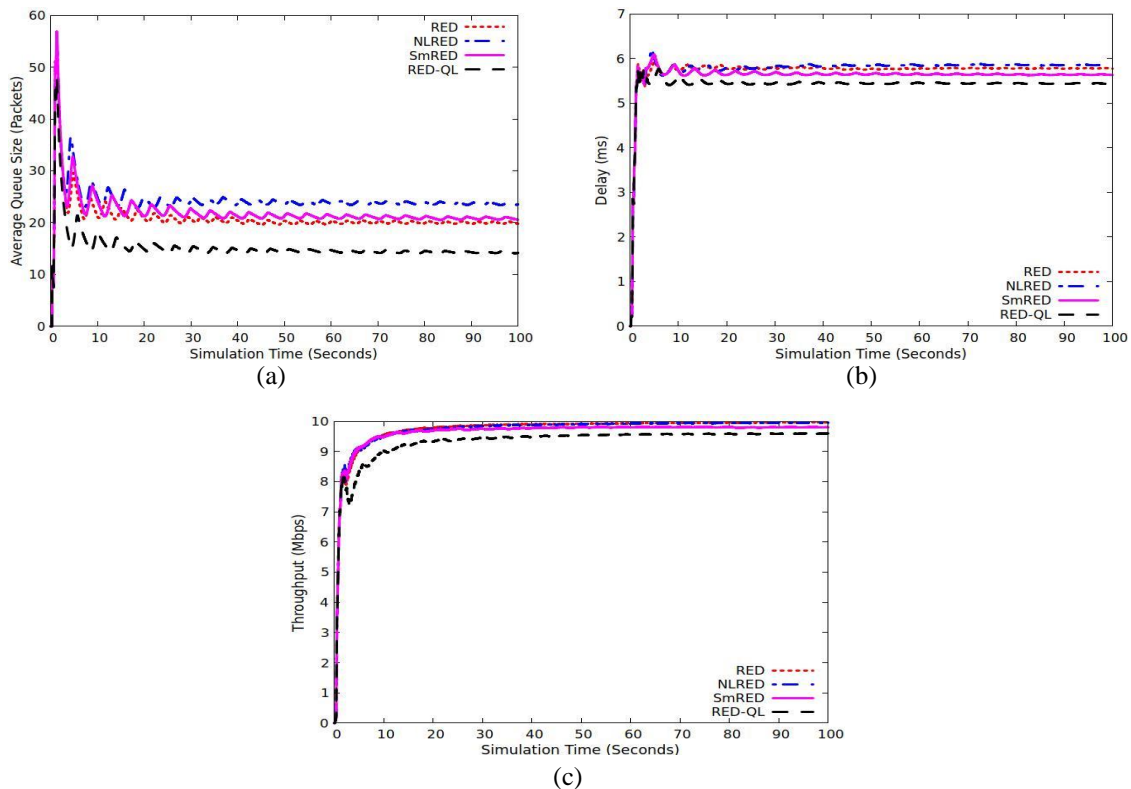 60
50
40
30
20
10
0
Average Queue Size (Packets)
RED
NLRED
SmRED
RED-QL
0 10 20 30 40 50 60 70 80 90 100
Simulation Time (Seconds)
(a)
7
6
5
4
3
2
1
0
Delay (ms)
RED
NLRED
SmRED
RED-QL
0 10 20 30 40 50 60 70 80 90 100
Simulation Time (Seconds)
(b)
10
9
8
7
6
5
4
3
2
1
0
Throughput (Mbps)
RED
NLRED
SmRED
RED-QL
0 10 20 30 40 50 60 70 80 90 100
Simulation Time (Seconds)
(c)